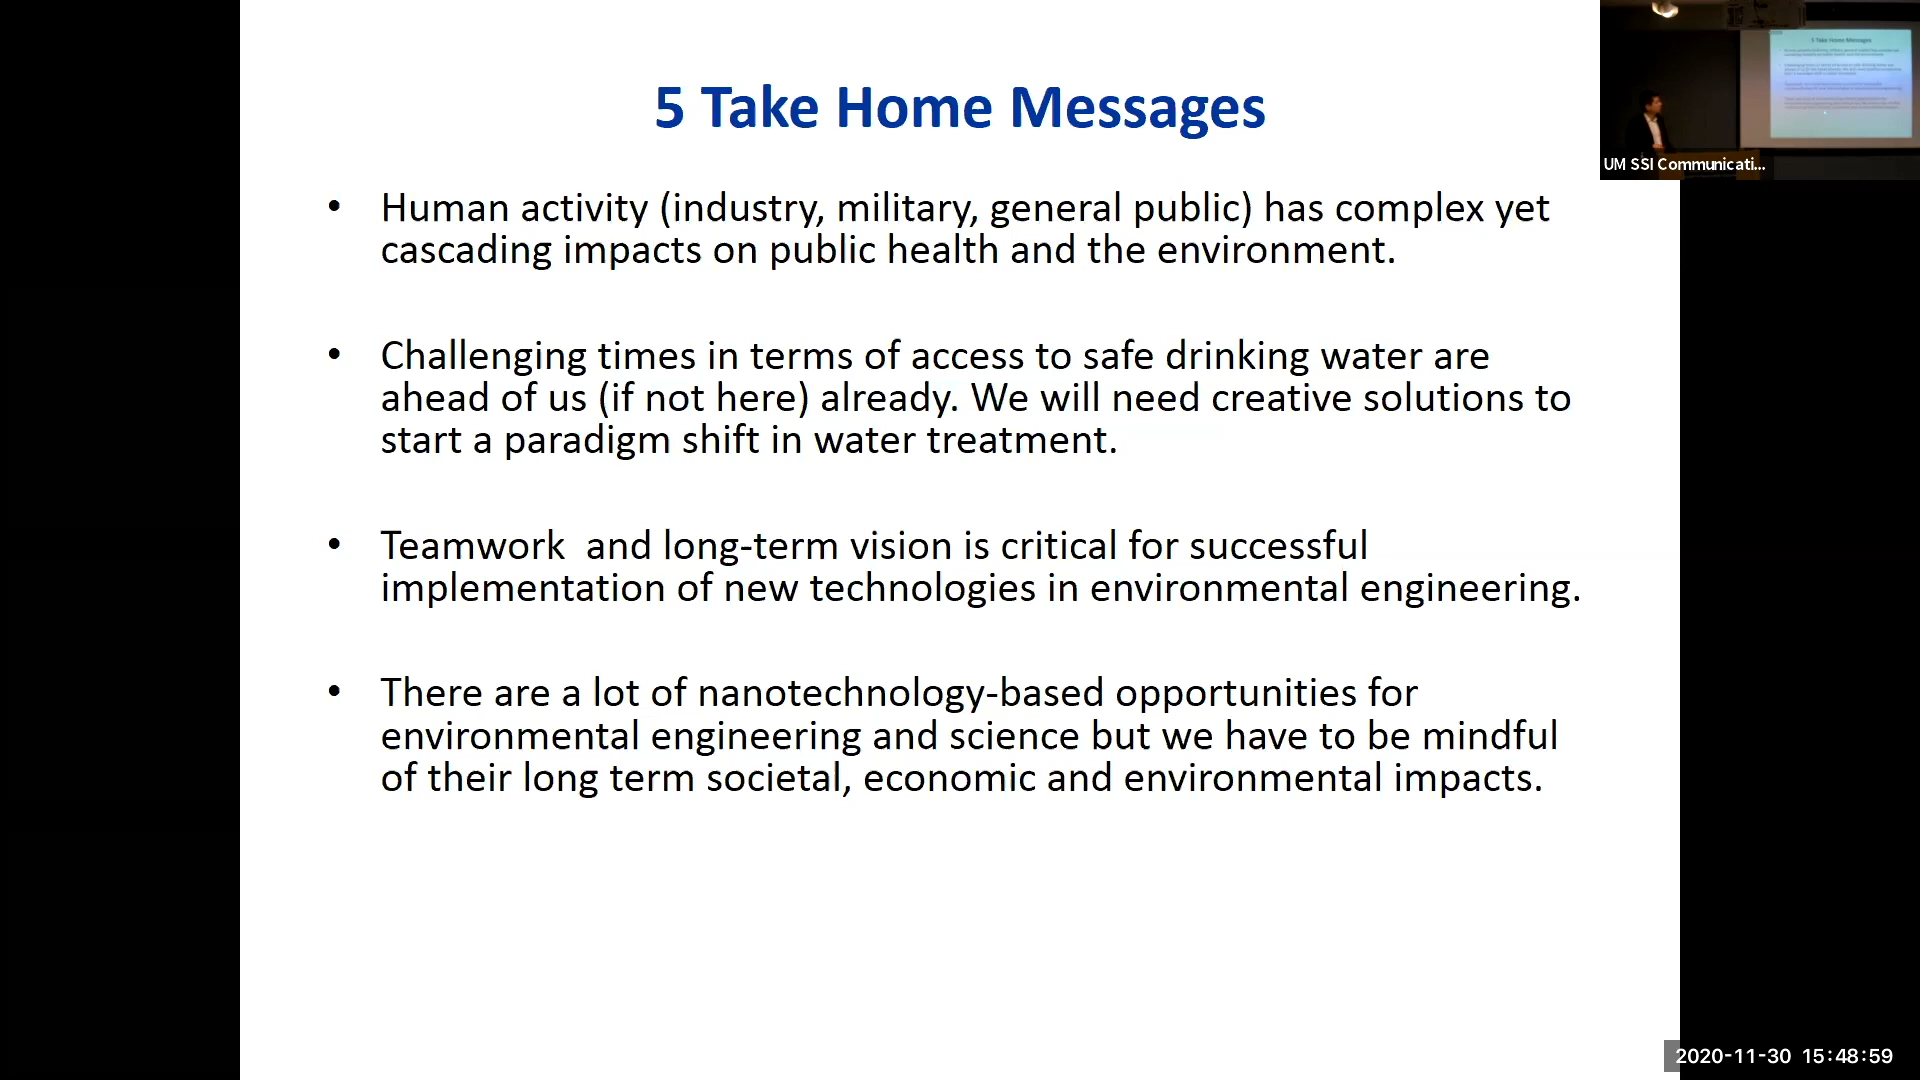 5 Take Home Messages
• Human activity (industry, military, general public) has complex yet
cascading impacts on public health and the environment.
• Challenging times in terms of access to safe drinking water are
ahead of us (if not here) already. We will need creative solutions to
start a paradigm shift in water treatment.
• Teamwork  and long-term vision is critical for successful
implementation of new technologies in environmental engineering.
• There are a lot of nanotechnology-based opportunities for
environmental engineering and science but we have to be mindful
of their long term societal, economic and environmental impacts.
5 Take Home Messages
UM SSI Communicati...
2020-11-30 15:48:59